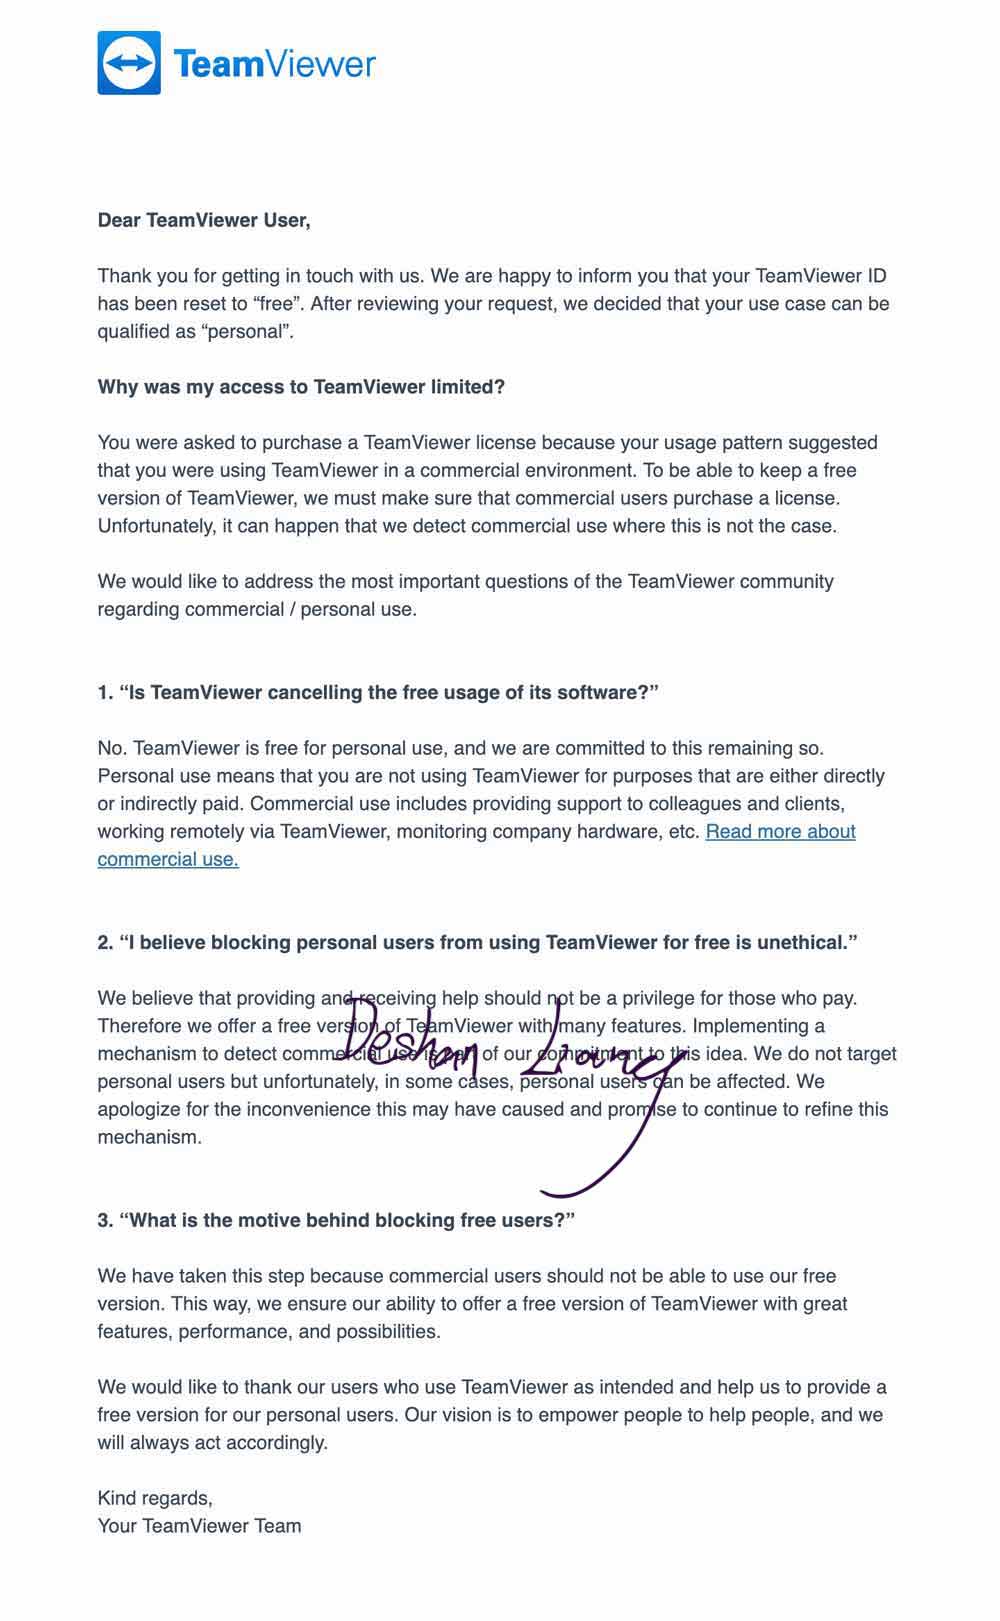 TeamViewer
Dear TeamViewer User,
Thank you for getting in touch with us. We are happy to inform you that your TeamViewer ID
has been reset to “free”. After reviewing your request, we decided that your use case can be
qualified as “personal”.
Why was my access to TeamViewer limited?
You were asked to purchase a TeamViewer license because your usage pattern suggested
that you were using TeamViewer in a commercial environment. To be able to keep a free
version of TeamViewer, we must make sure that commercial users purchase a license.
Unfortunately, it can happen that we detect commercial use where this is not the case.
We would like to address the most important questions of the TeamViewer community
regarding commercial / personal use.
1. “Is TeamViewer cancelling the free usage of its software?”
No. TeamViewer is free for personal use, and we are committed to this remaining so.
Personal use means that you are not using TeamViewer for purposes that are either directly
or indirectly paid. Commercial use includes providing support to colleagues and clients,
working remotely via TeamViewer, monitoring company hardware, etc. Read more about
commercial use.
2. “I believe blocking personal users from using TeamViewer for free is unethical.”
We believe that providing and receiving help should not be a privilege for those who pay.
Therefore we offer a free version of TeamViewer with many features. Implementing a
mechanism to detect commercial use is part of our commitment to this idea. We do not target
Deshan Liang
personal users but unfortunately, in some cases, personal users can be affected. We
apologize for the inconvenience this may have caused and promise to continue to refine this
mechanism.
3. “What is the motive behind blocking free users?”
We have taken this step because commercial users should not be able to use our free
version. This way, we ensure our ability to offer a free version of TeamViewer with great
features, performance, and possibilities.
We would like to thank our users who use TeamViewer as intended and help us to provide a
free version for our personal users. Our vision is to empower people to help people, and we
will always act accordingly.
Kind regards,
Your TeamViewer Team